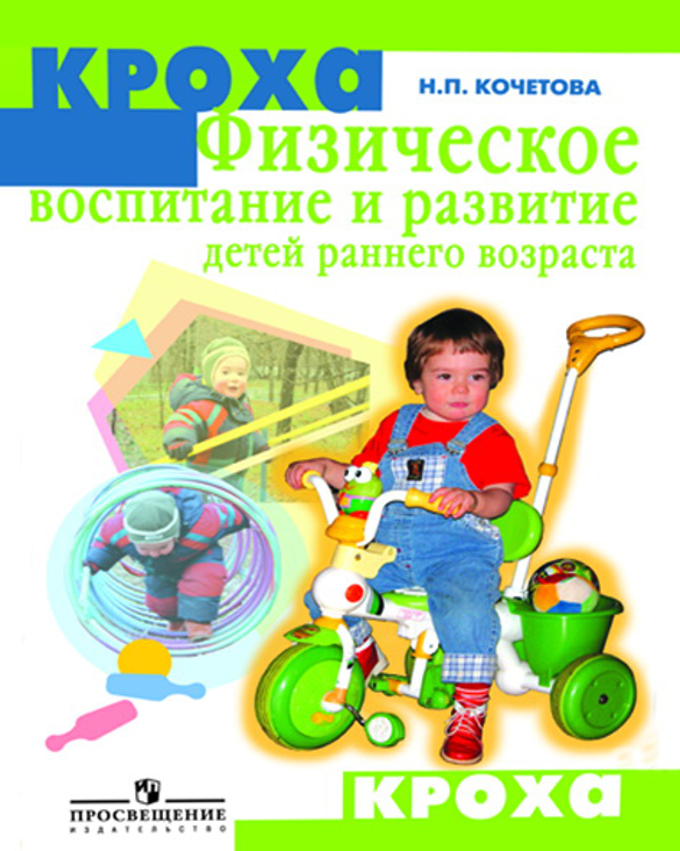 КРОХА
Н.П. КОЧЕТОВА
Физическое
воспитание и развитие
детей раннего возраста
ПРОСВЕЩЕНИЕ
ИЗДАТЕЛЬСТВО
КРОХА